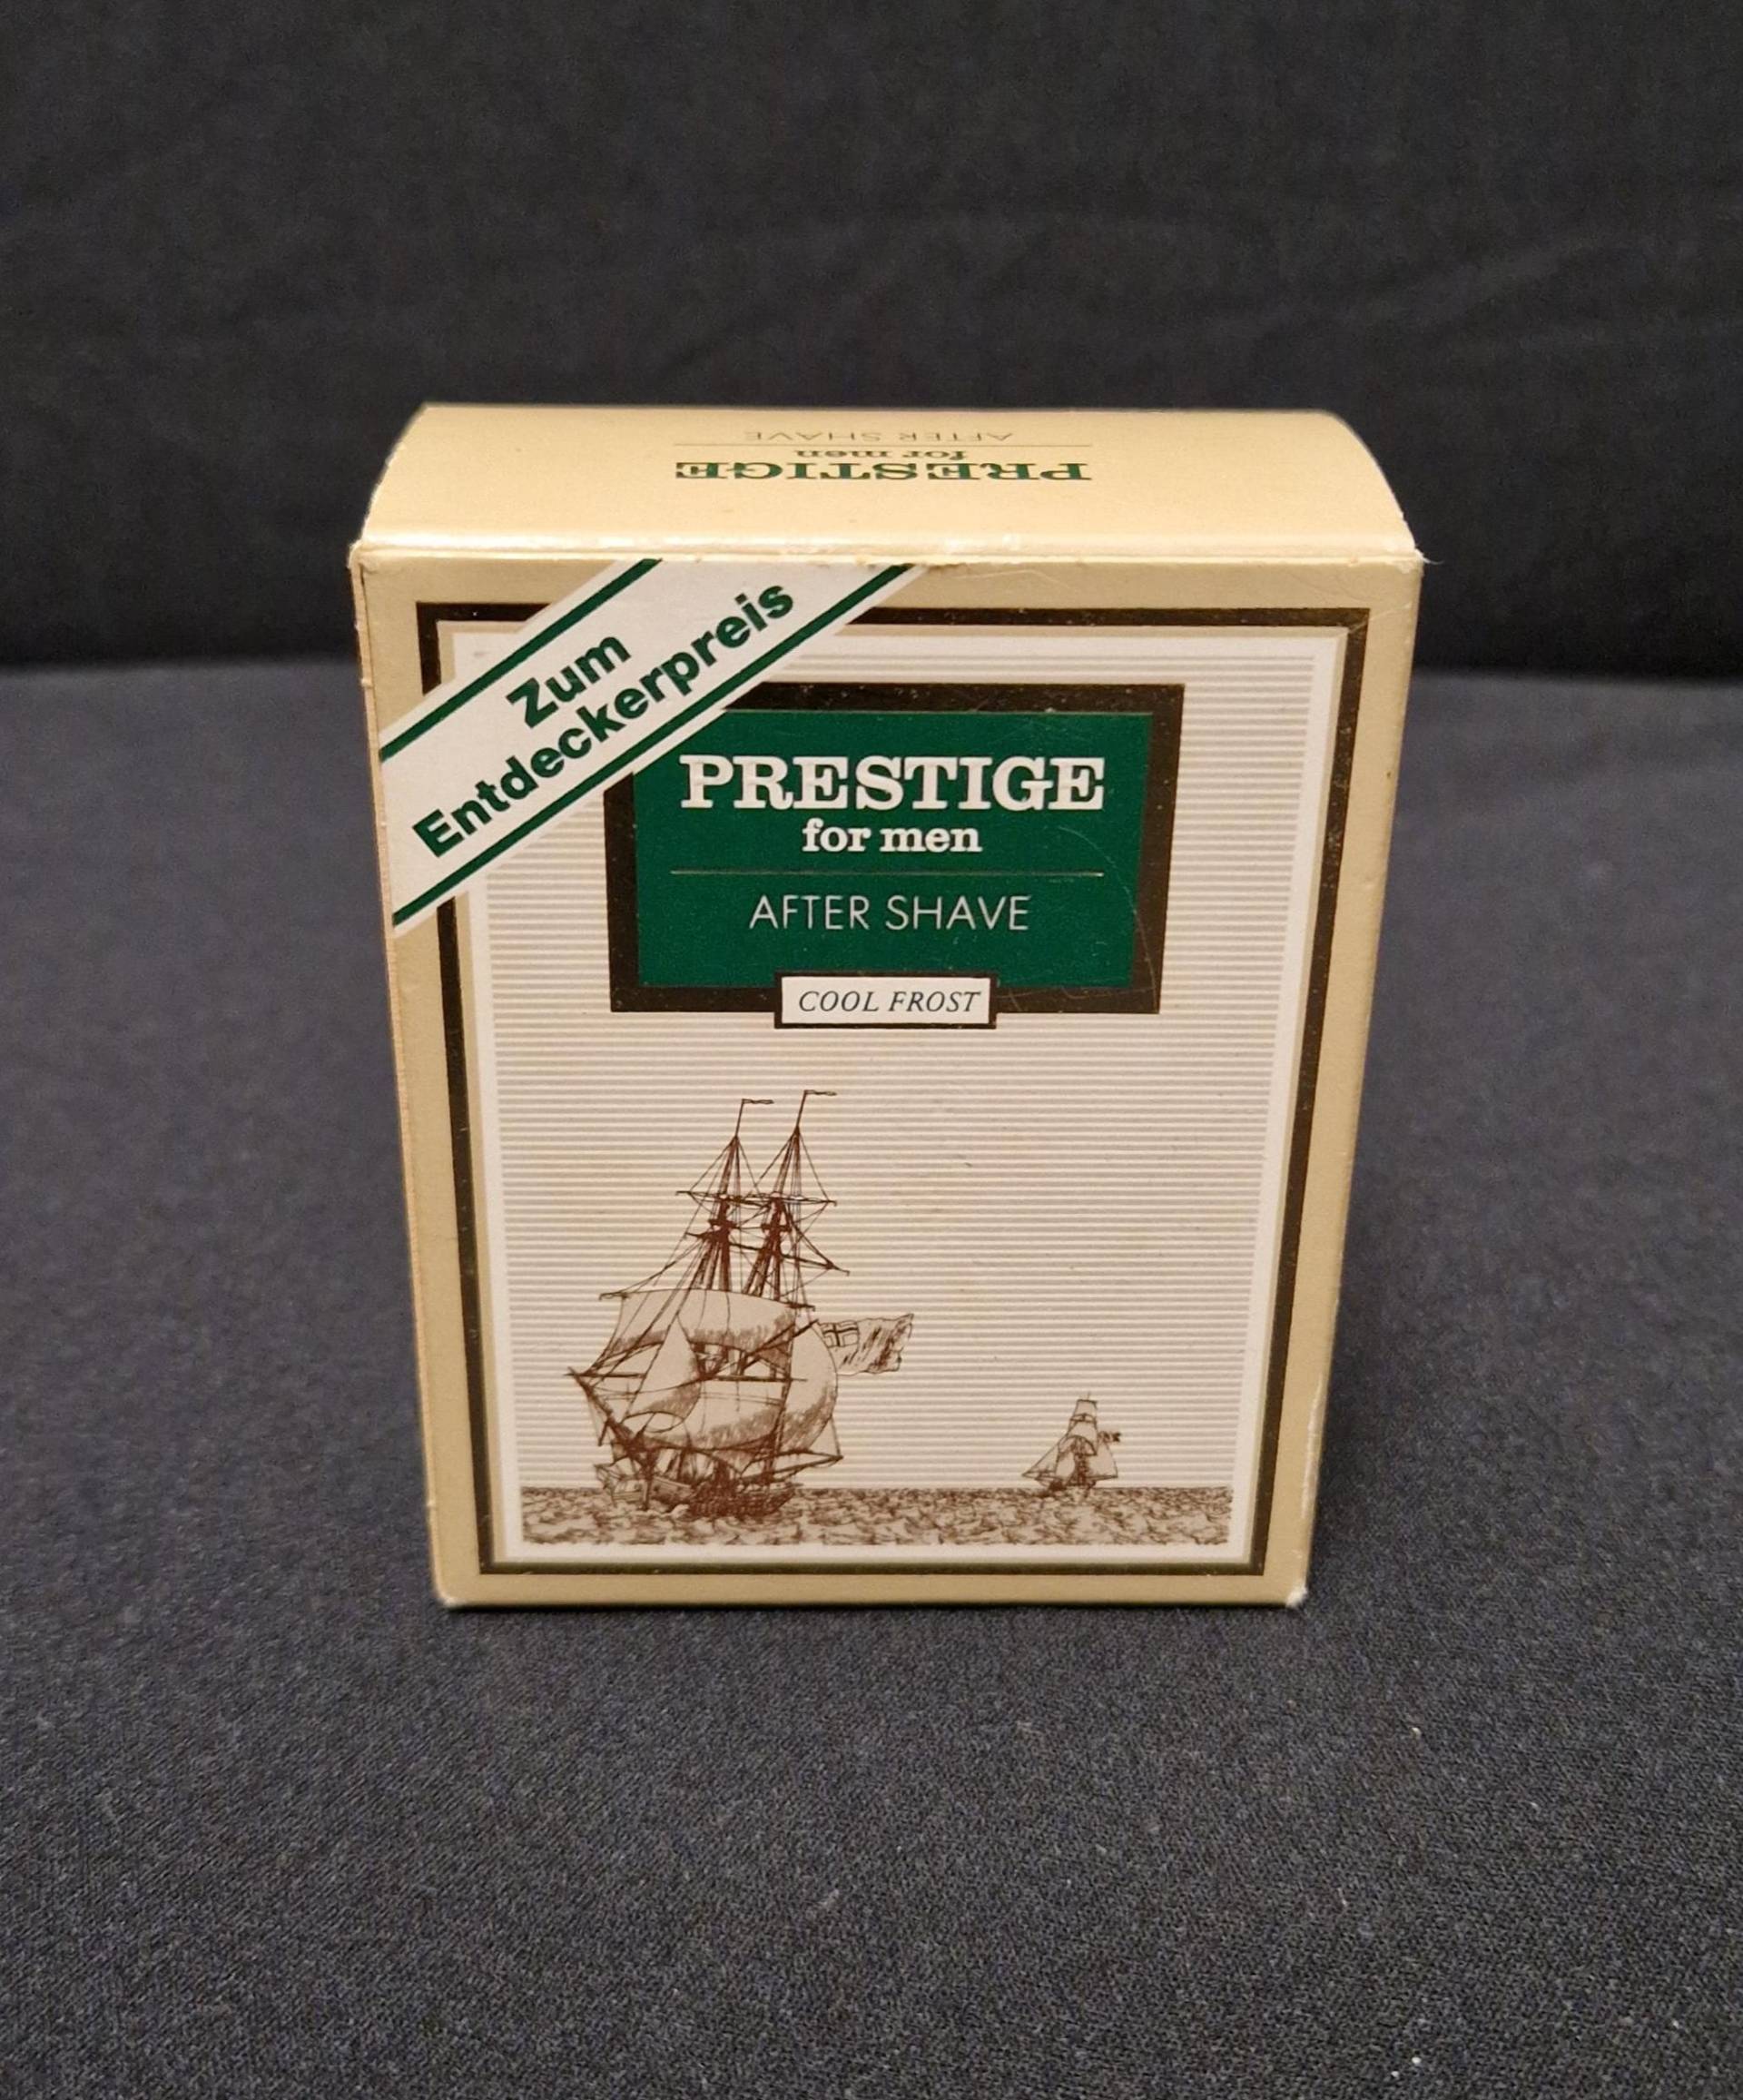 PRESTIGE
for men
AFTER SHAVE
Zum
Entdeckerpreis
PRESTIGE
for men
AFTER SHAVE
COOL FROST